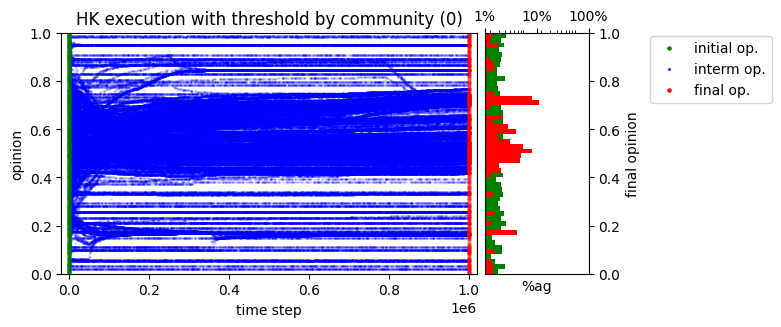 HK execution with threshold by community (0)
1% 10% 100%
initial op.
interm op.
final op.
1.0 0.8 0.6 0.4 0.2 0.0
opinion
0.0 0.2 0.4 0.6 0.8 1.0
1e6
time step
%ag
1.0 0.8 0.6 0.4 0.2 0.0
final opinion